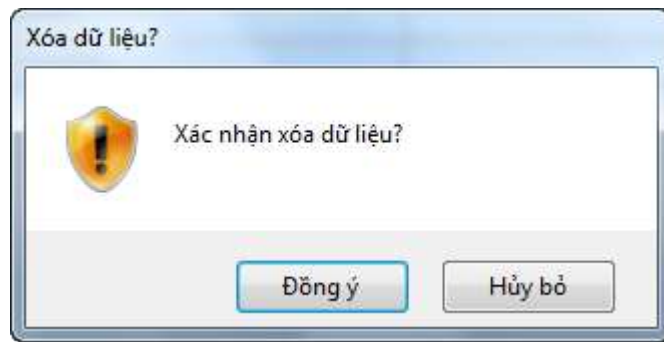 Xóa dữ liệu?
Xác nhận xóa dữ liệu?
Đồng ý
Hủy bỏ